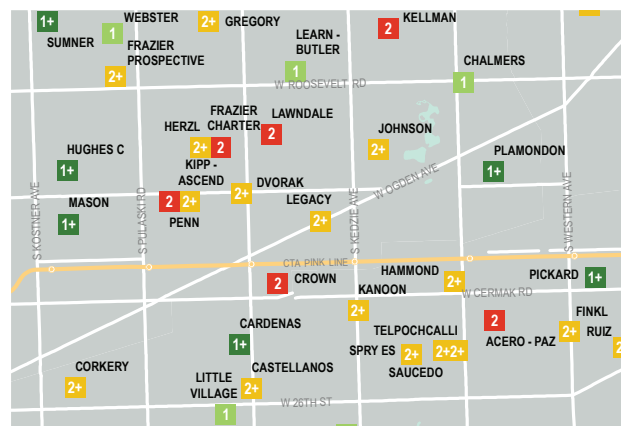 WEBSTER
1+
1
2+
GREGORY
SUMNER
FRAZIER
PROSPECTIVE
2+
LEARN -
BUTLER
1
2
KELLMAN
CHALMERS
1
W ROOSEVELT RD
FRAZIER
CHARTER
LAWNDALE
2
HERZL
2+
2
JOHNSON
2+
HUGHES C
1+
KIPP -
ASCEND
PLAMONDON
1+
W OGDEN AVE
DVORAK
2+
MASON
1+
2
2+
PENN
LEGACY
2+
S KOSTNER AVE
S PULASKI RD
S KEDZIE AVE
S WESTERN AVE
CTA PINK LINE
2
CROWN
HAMMOND
2+
PICKARD
1+
KANOON
2+
W CERMAK RD
2
ACERO - PAZ
FINKL
2+
RUIZ
2
CARDENAS
1+
TELPOCHCALLI
SPRY ES
2+
2+
2+
SAUCEDO
CORKERY
2+
CASTELLANOS
2+
LITTLE
VILLAGE
1
W 26TH ST